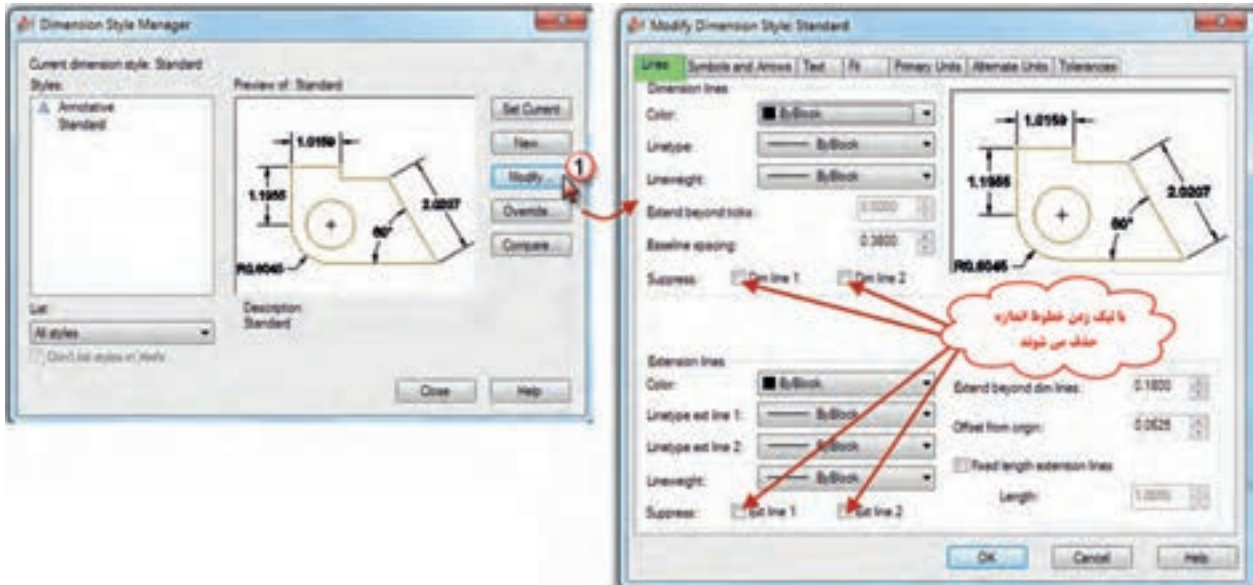 Dimension Style Manager
Current dimension style: Standard
Styles:
Annotative
Standard
Preview of: Standard
1.0159
1.1955
2.0207
60°
R0.6045
Set Current
New...
1
Modify...
Override...
Compare...
List:
All styles
Don't list styles in Xrefs
Description
Standard
Close
Help
Modify Dimension Style: Standard
Lines
Symbols and Arrows
Text
Fit
Primary Units
Alternate Units
Tolerances
Dimension lines
Color:
ByBlock
Linetype:
ByBlock
Lineweight:
ByBlock
Extend beyond ticks:
0.0000
Baseline spacing:
0.3800
Suppress:
Dim line 1
Dim line 2
1.0159
1.1955
2.0207
60°
R0.6045
با تیک زدن خطوط اندازه
حذف می شوند
Extension lines
Color:
ByBlock
Linetype ext line 1:
ByBlock
Linetype ext line 2:
ByBlock
Lineweight:
ByBlock
Suppress:
Ext line 1
Ext line 2
Extend beyond dim lines:
0.1800
Offset from origin:
0.0625
Fixed length extension lines
Length:
1.0000
OK
Cancel
Help